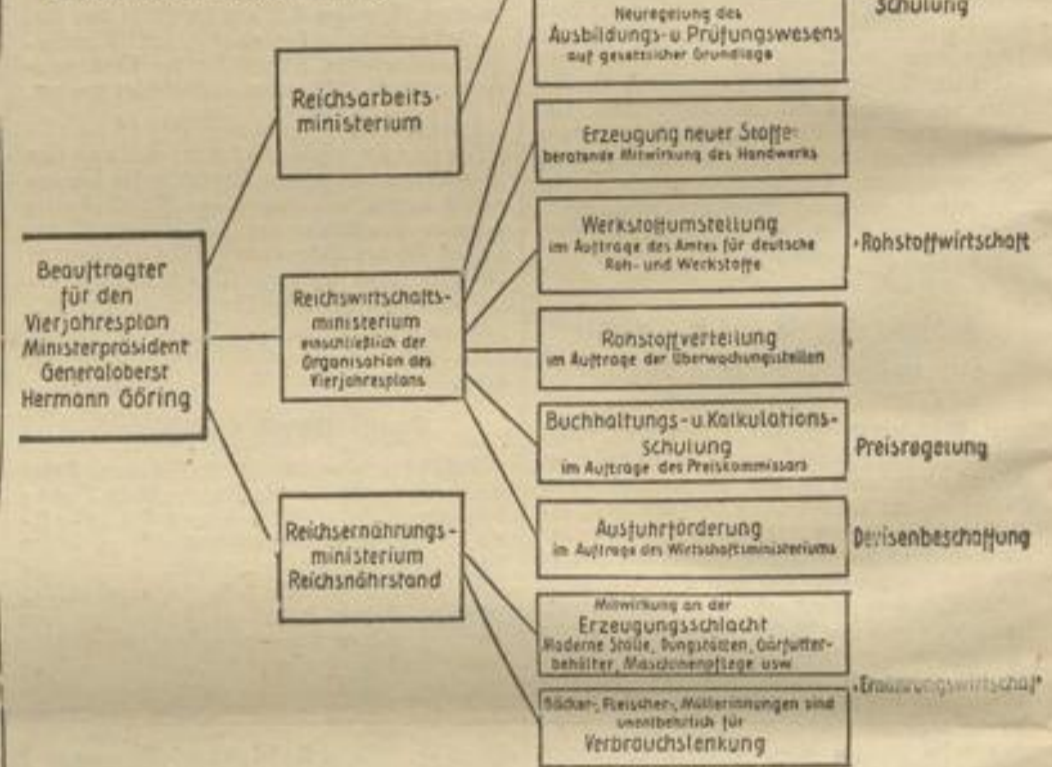 Schulung
Neuregelung des
Ausbildungs- u Prüfungswesens
auf gesetzlicher Grundlage
Reichsarbeits-
ministerium
Erzeugung neuer Stoffe-
beratende Mitwirkung des Handwerks
Werkstoffumstellung
im Auftrage des Amtes für deutsche
Roh- und Werkstoffe
Rohstoffwirtschaft
Beauftragter
für den
Vierjahresplan
Ministerpräsident
Generaloberst
Hermann Göring
Reichswirtschafts-
ministerium
einschließlich der
Organisation des
Vierjahresplans
Rohstoffverteilung
im Auftrage der Überwachungsstellen
Buchhaltungs- u. Kalkulations-
schulung
im Auftrage des Preiskommissars
Preisregelung
Ausfuhrförderung
im Auftrage des Wirtschaftsministeriums
Devisenbeschaffung
Reichsernährungs-
ministerium
Reichsnährstand
Mitwirkung an der
Erzeugungsschlacht
Moderne Ställe, Dungstätten, Gärfutter-
behälter, Maschinenpflege usw
Ernährungswirtschaf
Bäcker-, Fleischer-, Müllerinnungen sind
unentbehrlich für
Verbrauchslenkung